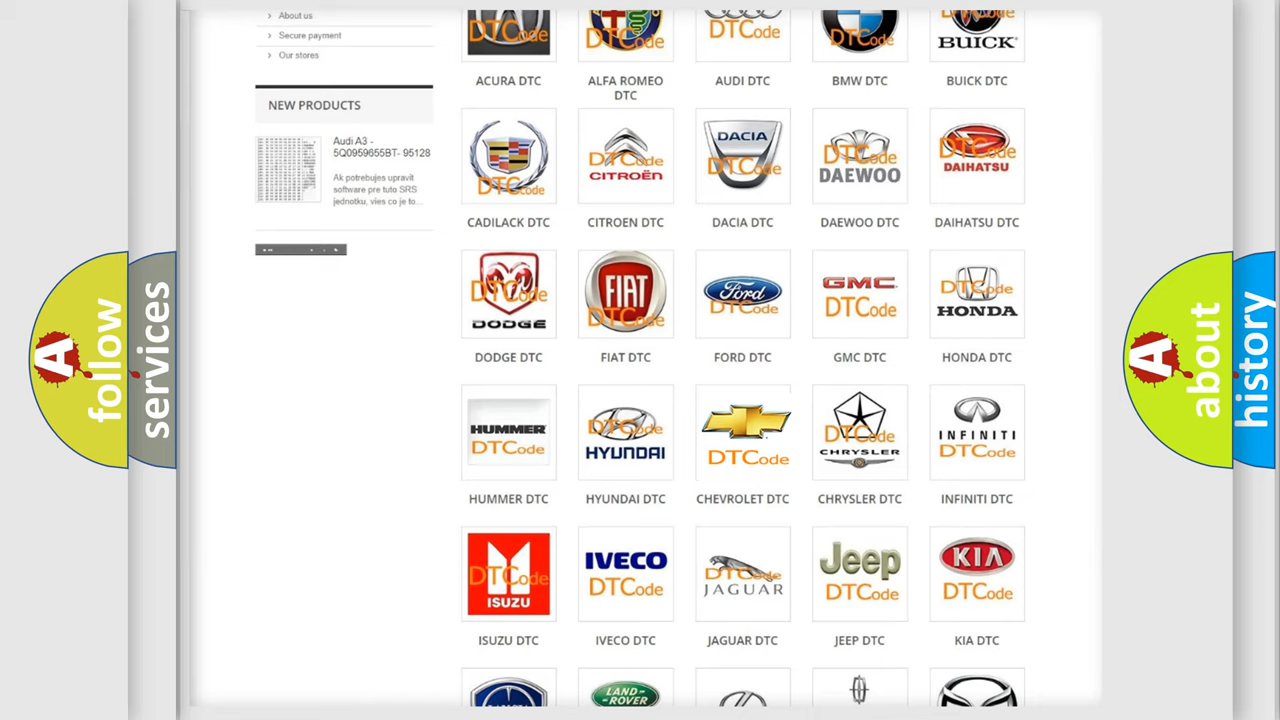 About us
Secure payment
Our stores
NEW PRODUCTS
Audi A3 -
5Q0959655BT- 95128
Ak potrebujes upravit
software pre tuto SRS
jednotku, vies co je to...
DTCode
DTCode
DTCode
DTCode
BUICK
ACURA DTC
ALFA ROMEO
DTC
AUDI DTC
BMW DTC
BUICK DTC
DTCode
DTCode
CITROËN
DACIA
DTCode
DTCode
DAEWOO
DTCode
DAIHATSU
CADILACK DTC
CITROEN DTC
DACIA DTC
DAEWOO DTC
DAIHATSU DTC
DTCode
DODGE
FIAT
DTCode
Ford
DTCode
GMC
DTCode
DTCode
HONDA
DODGE DTC
FIAT DTC
FORD DTC
GMC DTC
HONDA DTC
HUMMER
DTCode
DTCode
HYUNDAI
DTCode
DTCode
CHRYSLER
INFINITI
DTCode
HUMMER DTC
HYUNDAI DTC
CHEVROLET DTC
CHRYSLER DTC
INFINITI DTC
DTCode
ISUZU
IVECO
DTCode
DTCode
JAGUAR
Jeep
DTCode
KIA
DTCode
ISUZU DTC
IVECO DTC
JAGUAR DTC
JEEP DTC
KIA DTC
LAND-
ROVER
A follow
services
A about
history